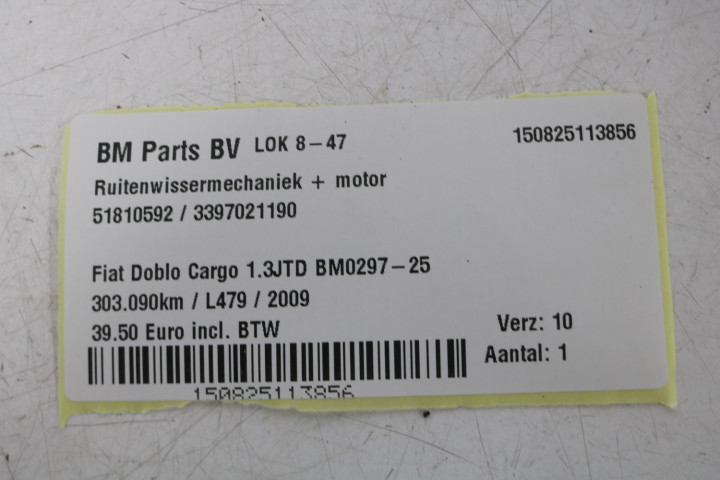 BM Parts BV LOK 8-47 150825113856
Ruitenwissermechaniek + motor
51810592 / 3397021190
Fiat Doblo Cargo 1.3JTD BM0297-25
303.090km / L479 / 2009
39.50 Euro incl. BTW
Verz: 10
Aantal: 1
150825113856